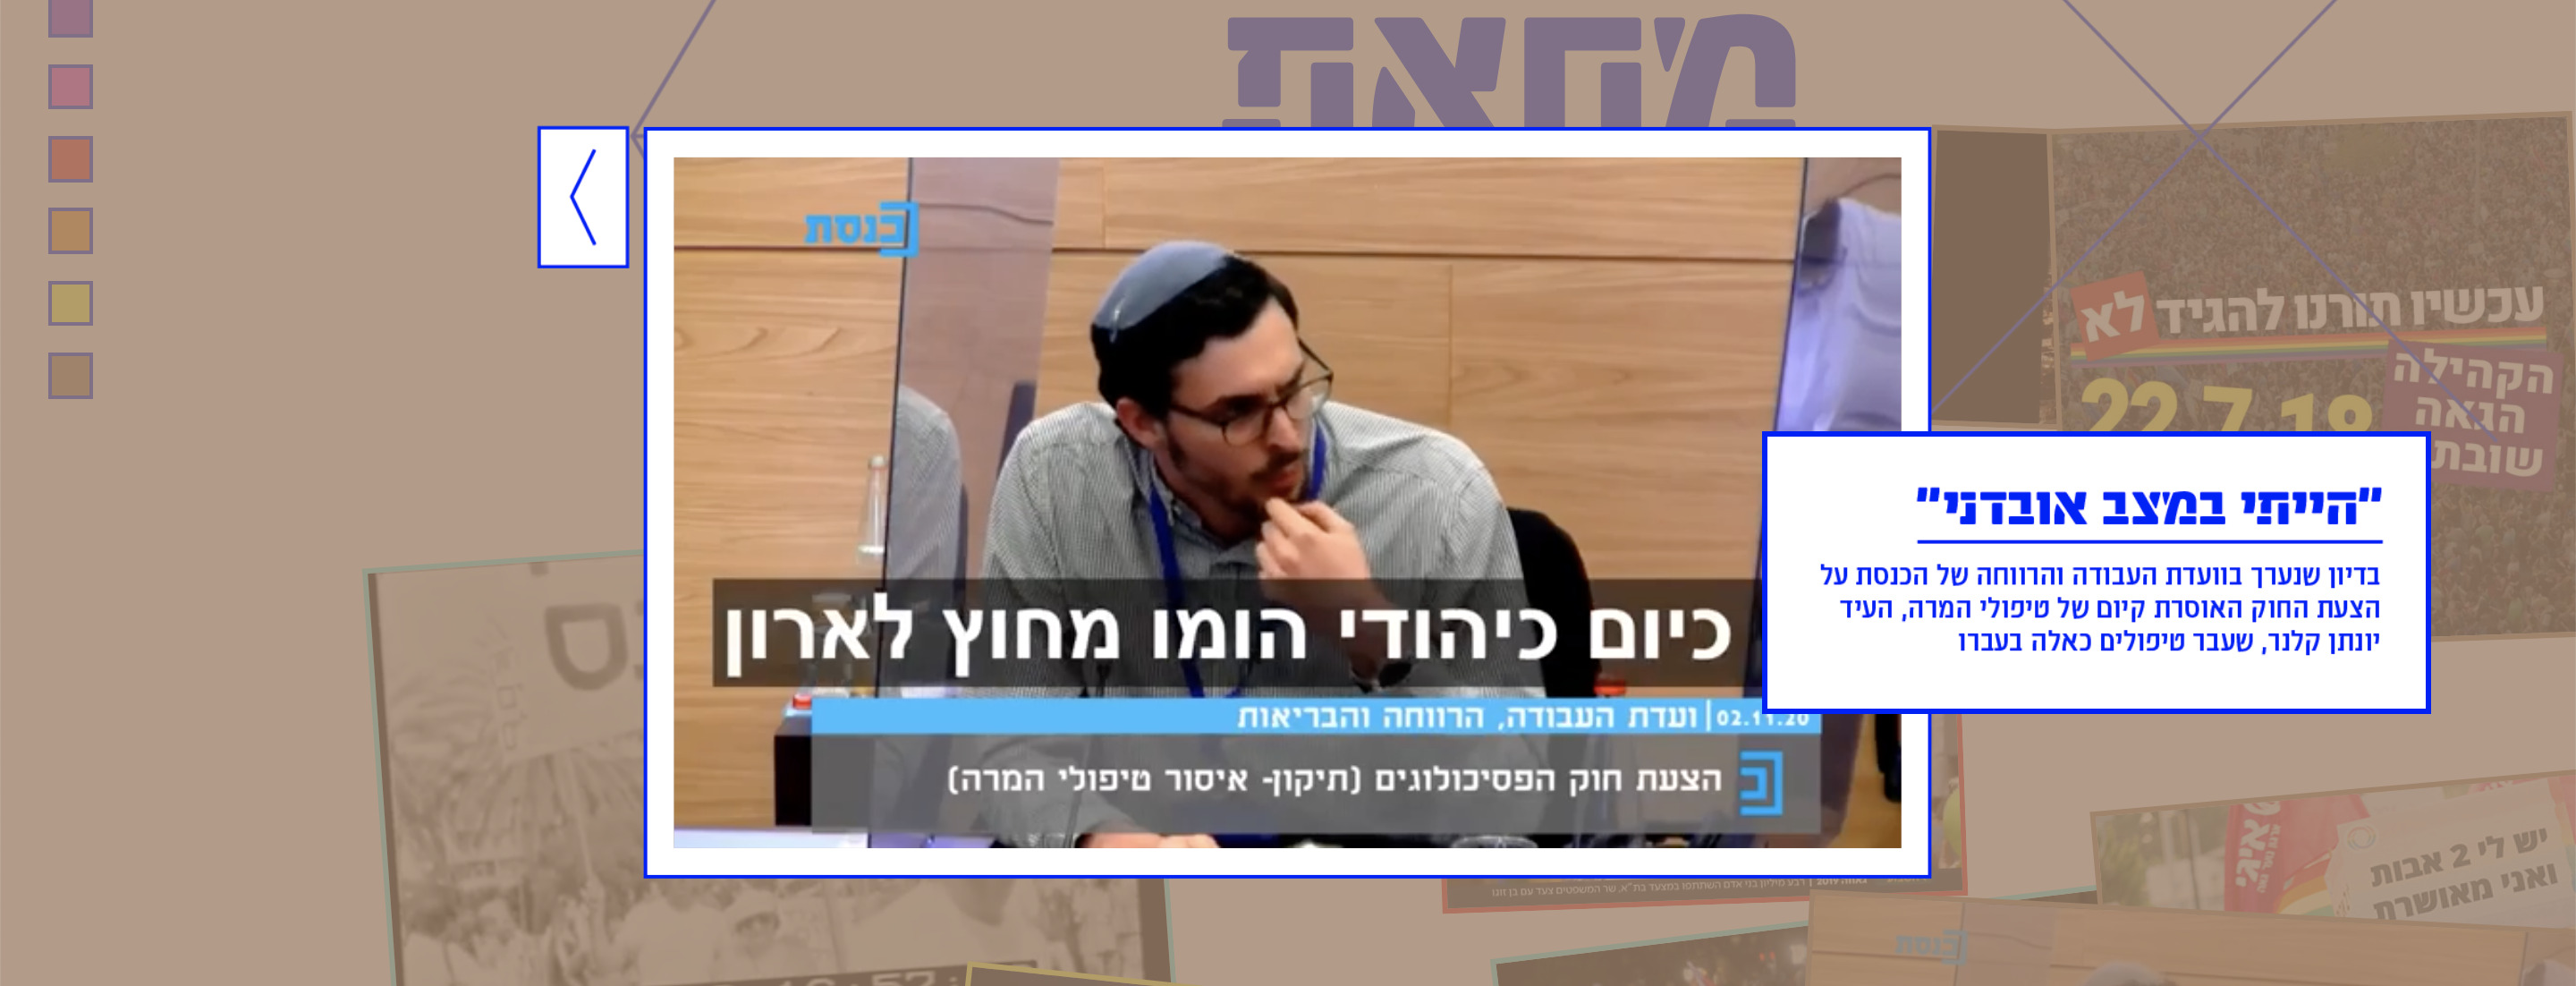 מחאת
כנסת
עכשיו תורנו להגיד לא
הקהילה
הגאה
שובתת
22.7.18
"הייתי במצב אובדני"
בדיון שנערך בוועדת העבודה והרווחה של הכנסת על
הצעת החוק האוסרת קיום של טיפולי המרה, העיד
יונתן קלנר, שעבר טיפולים כאלה בעברו
כיום כיהודי הומו מחוץ לארון
02.11.20 | ועדת העבודה, הרווחה והבריאות
הצעת חוק הפסיכולוגים (תיקון- איסור טיפולי המרה)
יש לי 2 אבות
ואני מאושרת
איגי
כנסת